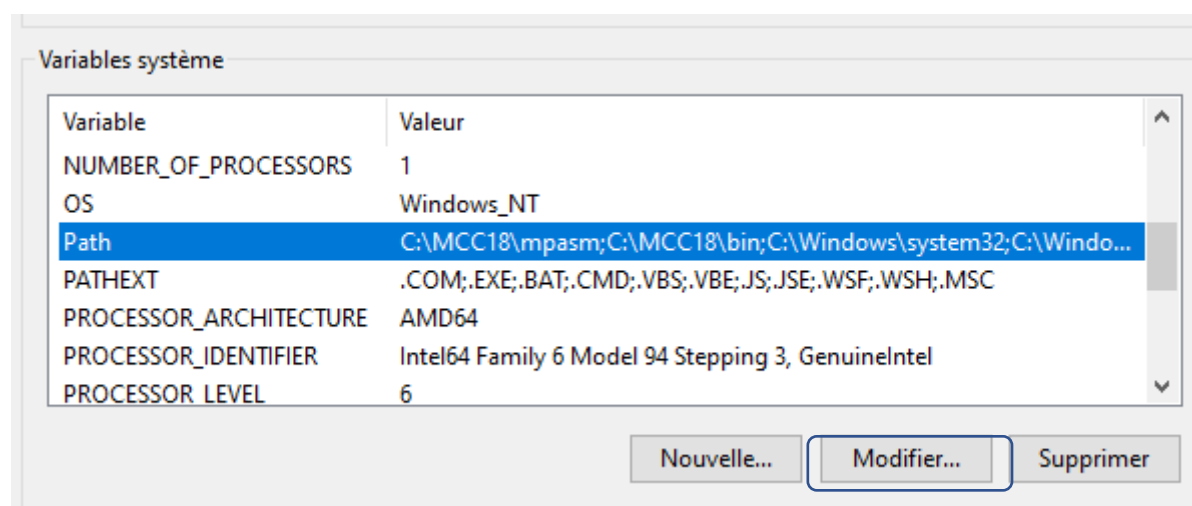 Variables système
Variable Valeur
NUMBER_OF_PROCESSORS 1
OS Windows_NT
Path C:\MCC18\mpasm;C:\MCC18\bin;C:\Windows\system32;C:\Windo...
PATHEXT .COM;.EXE;.BAT;.CMD;.VBS;.VBE;.JS;.JSE;.WSF;.WSH;.MSC
PROCESSOR_ARCHITECTURE AMD64
PROCESSOR_IDENTIFIER Intel64 Family 6 Model 94 Stepping 3, GenuineIntel
PROCESSOR_LEVEL 6
Nouvelle... Modifier... Supprimer